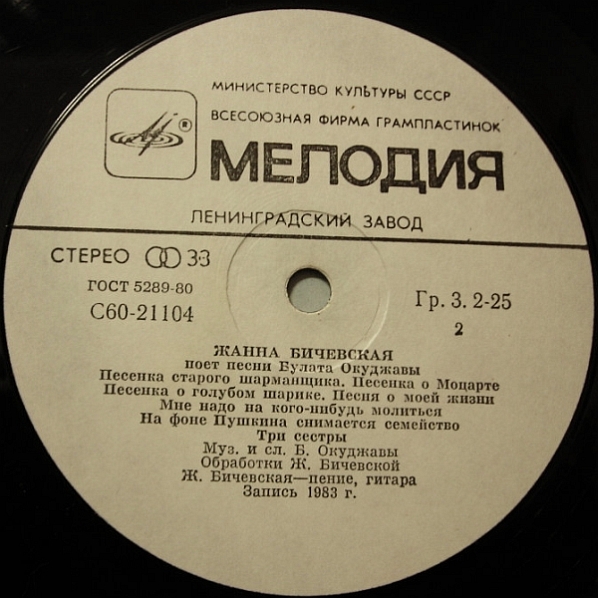 МИНИСТЕРСТВО КУЛЬТУРЫ СССР
ВСЕСОЮЗНАЯ ФИРМА ГРАМПЛАСТИНОК
®
МЕЛОДИЯ
ЛЕНИНГРАДСКИЙ ЗАВОД
СТЕРЕО 33
ГОСТ 5289-80
С60-21104
Гр. 3. 2-25
2
ЖАННА БИЧЕВСКАЯ
поет песни Булата Окуджавы
Песенка старого шарманщика. Песенка о Моцарте
Песенка о голубом шарике. Песня о моей жизни
Мне надо на кого-нибудь молиться
На фоне Пушкина снимается семейство
Три сестры
Муз. и сл. Б. Окуджавы
Обработки Ж. Бичевской
Ж. Бичевская—пение, гитара
Запись 1983 г.